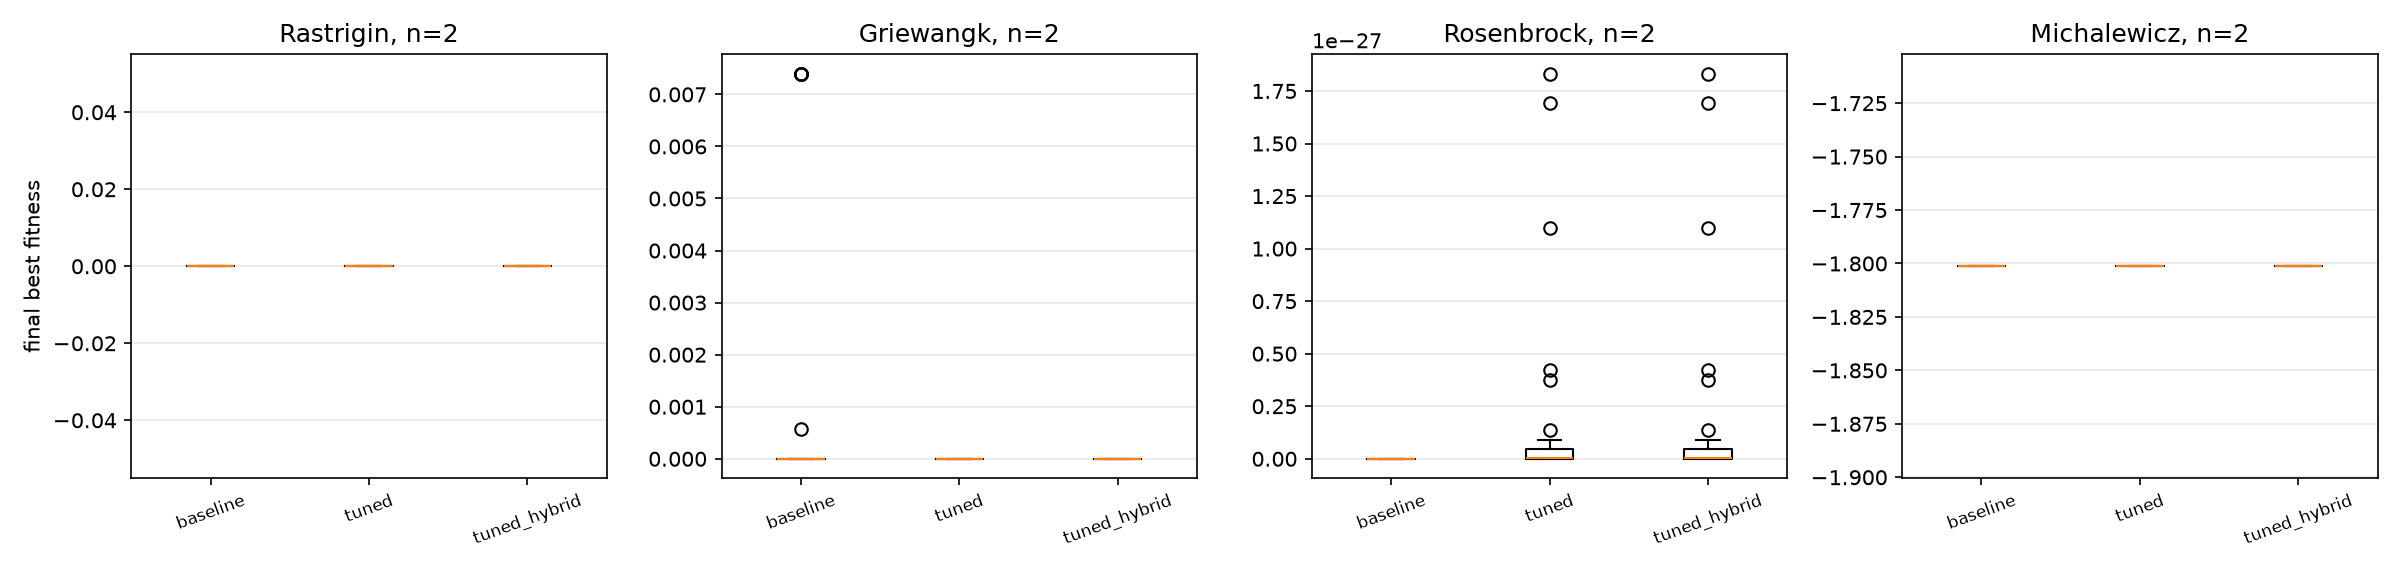 Rastrigin, n=2
final best fitness
0.04
0.02
0.00
−0.02
−0.04
baseline
tuned
tuned_hybrid
Griewangk, n=2
0.007
0.006
0.005
0.004
0.003
0.002
0.001
0.000
baseline
tuned
tuned_hybrid
Rosenbrock, n=2
1e−27
1.75
1.50
1.25
1.00
0.75
0.50
0.25
0.00
baseline
tuned
tuned_hybrid
Michalewicz, n=2
−1.725
−1.750
−1.775
−1.800
−1.825
−1.850
−1.875
−1.900
baseline
tuned
tuned_hybrid